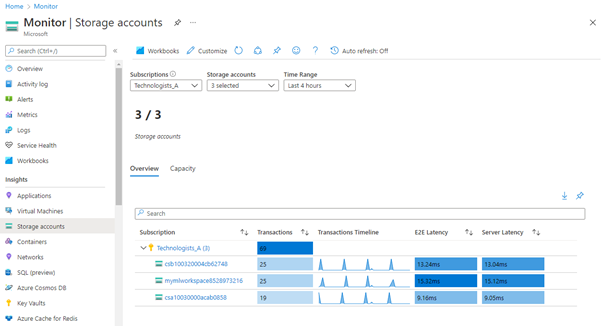 Home > Monitor
Monitor | Storage accounts
Microsoft
Search (Ctrl+/)
Overview
Activity log
Alerts
Metrics
Logs
Service Health
Workbooks
Insights
Applications
Virtual Machines
Storage accounts
Containers
Networks
SQL (preview)
Azure Cosmos DB
Key Vaults
Azure Cache for Redis
Workbooks Customize Auto refresh: Off
Subscriptions Storage accounts Time Range
Technologists_A 3 selected Last 4 hours
3 / 3
Storage accounts
Overview Capacity
Search
Subscription Transactions Transactions Timeline E2E Latency Server Latency
Technologists_A (3) 69
csb100320004cb62748 25 13.24ms 13.04ms
mymlworkspace8528973216 25 15.32ms 15.12ms
csa10030000acab0858 19 9.16ms 9.05ms